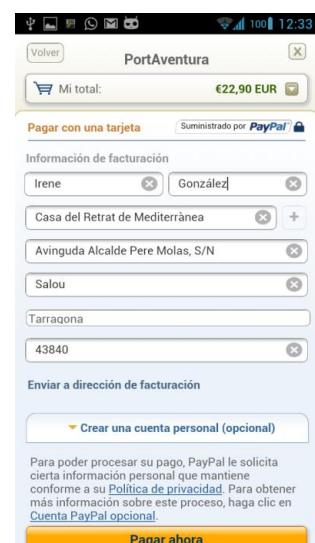 100 12:33
Volver
PortAventura
X
Mi total: €22,90 EUR
Pagar con una tarjeta
Suministrado por PayPal
Información de facturación
Irene González
Casa del Retrat de Mediterrànea
+
Avinguda Alcalde Pere Molas, S/N
Salou
Tarragona
43840
Enviar a dirección de facturación
Crear una cuenta personal (opcional)
Para poder procesar su pago, PayPal le solicita
cierta información personal que mantiene
conforme a su Política de privacidad. Para obtener
más información sobre este proceso, haga clic en
Cuenta PayPal opcional.
Pagar ahora